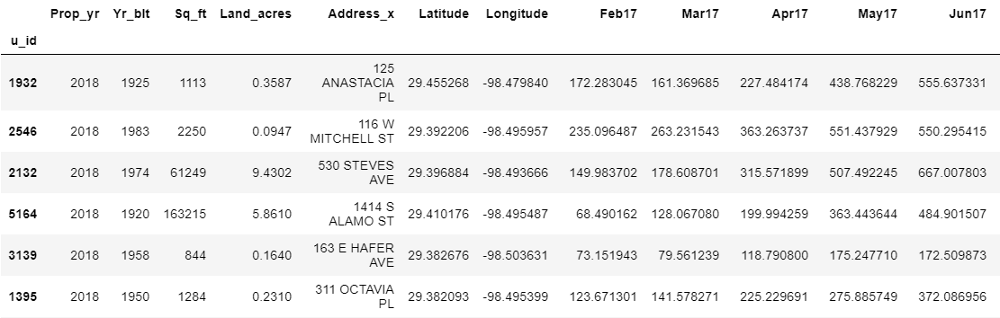 Prop_yr Yr_blt Sq_ft Land_acres Address_x Latitude Longitude Feb17 Mar17 Apr17 May17 Jun17
u_id
1932 2018 1925 1113 0.3587 125 ANASTACIA PL 29.455268 -98.479840 172.283045 161.369685 227.484174 438.768229 555.637331
2546 2018 1983 2250 0.0947 116 W MITCHELL ST 29.392206 -98.495957 235.096487 263.231543 363.263737 551.437929 550.295415
2132 2018 1974 61249 9.4302 530 STEVES AVE 29.396884 -98.493666 149.983702 178.608701 315.571899 507.492245 667.007803
5164 2018 1920 163215 5.8610 1414 S ALAMO ST 29.410176 -98.495487 68.490162 128.067080 199.994259 363.443644 484.901507
3139 2018 1958 844 0.1640 163 E HAFER AVE 29.382676 -98.503631 73.151943 79.561239 118.790800 175.247710 172.509873
1395 2018 1950 1284 0.2310 311 OCTAVIA PL 29.382093 -98.495399 123.671301 141.578271 225.229691 275.885749 372.086956